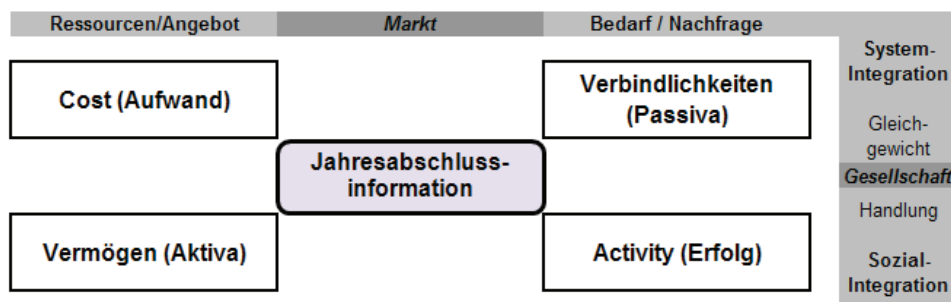 Ressourcen/Angebot Markt Bedarf / Nachfrage
System-
Integration
Cost (Aufwand)
Verbindlichkeiten
(Passiva)
Gleich-
gewicht
Jahresabschluss-
information
Gesellschaft
Handlung
Vermögen (Aktiva)
Activity (Erfolg)
Sozial-
Integration